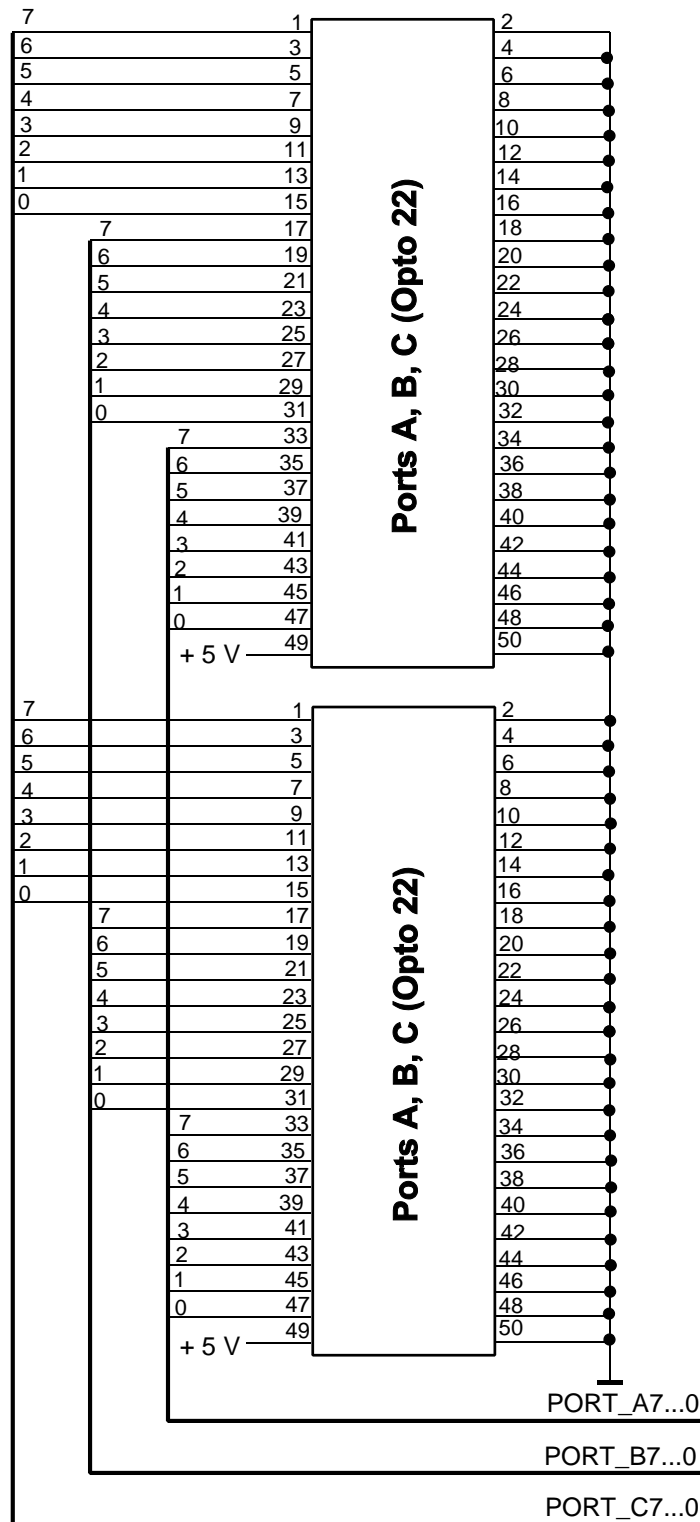 7 1 2
6 3 4
5 5 6
4 7 8
3 9 10
2 11 12
1 13 14
0 15 16
7 17 18
6 19 20
5 21 22
4 23 24
3 25 26
2 27 28
1 29 30
0 31 32
7 33 34
6 35 36
5 37 38
4 39 40
3 41 42
2 43 44
1 45 46
0 47 48
+ 5 V 49 50
Ports A, B, C (Opto 22)
7 1 2
6 3 4
5 5 6
4 7 8
3 9 10
2 11 12
1 13 14
0 15 16
7 17 18
6 19 20
5 21 22
4 23 24
3 25 26
2 27 28
1 29 30
0 31 32
7 33 34
6 35 36
5 37 38
4 39 40
3 41 42
2 43 44
1 45 46
0 47 48
+ 5 V 49 50
Ports A, B, C (Opto 22)
PORT_A7...0
PORT_B7...0
PORT_C7...0